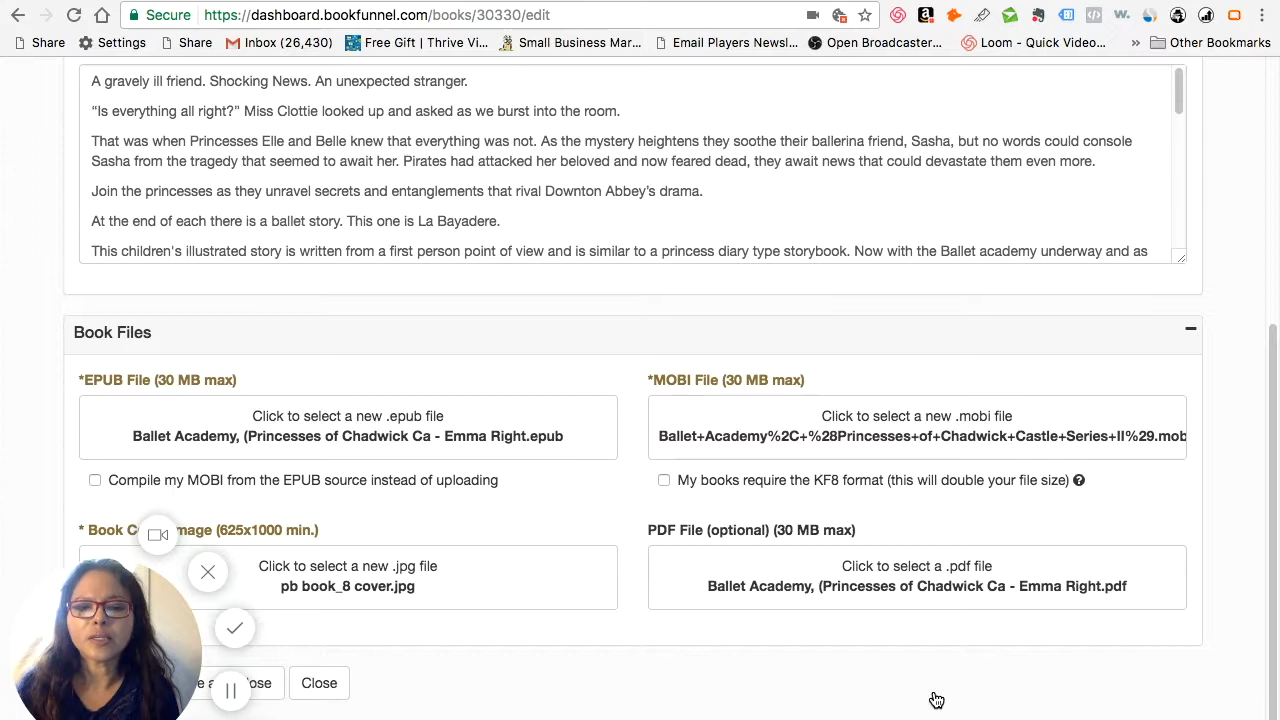 Secure
https://dashboard.bookfunnel.com/books/30330/edit
Share Settings Share Inbox (26,430) Free Gift | Thrive Vi... Small Business Mar... Email Players Newsl... Open Broadcaster... Loom - Quick Video... » Other Bookmarks
A gravely ill friend. Shocking News. An unexpected stranger.
“Is everything all right?” Miss Clottie looked up and asked as we burst into the room.
That was when Princesses Elle and Belle knew that everything was not. As the mystery heightens they soothe their ballerina friend, Sasha, but no words could console
Sasha from the tragedy that seemed to await her. Pirates had attacked her beloved and now feared dead, they await news that could devastate them even more.
Join the princesses as they unravel secrets and entanglements that rival Downton Abbey’s drama.
At the end of each there is a ballet story. This one is La Bayadere.
This children's illustrated story is written from a first person point of view and is similar to a princess diary type storybook. Now with the Ballet academy underway and as
Book Files
*EPUB File (30 MB max)
Click to select a new .epub file
Ballet Academy, (Princesses of Chadwick Ca - Emma Right.epub
Compile my MOBI from the EPUB source instead of uploading
*MOBI File (30 MB max)
Click to select a new .mobi file
Ballet+Academy%2C+%28Princesses+of+Chadwick+Castle+Series+II%29.mob
My books require the KF8 format (this will double your file size)
* Book C mage (625x1000 min.)
Click to select a new .jpg file
pb book_8 cover.jpg
PDF File (optional) (30 MB max)
Click to select a .pdf file
Ballet Academy, (Princesses of Chadwick Ca - Emma Right.pdf
Close